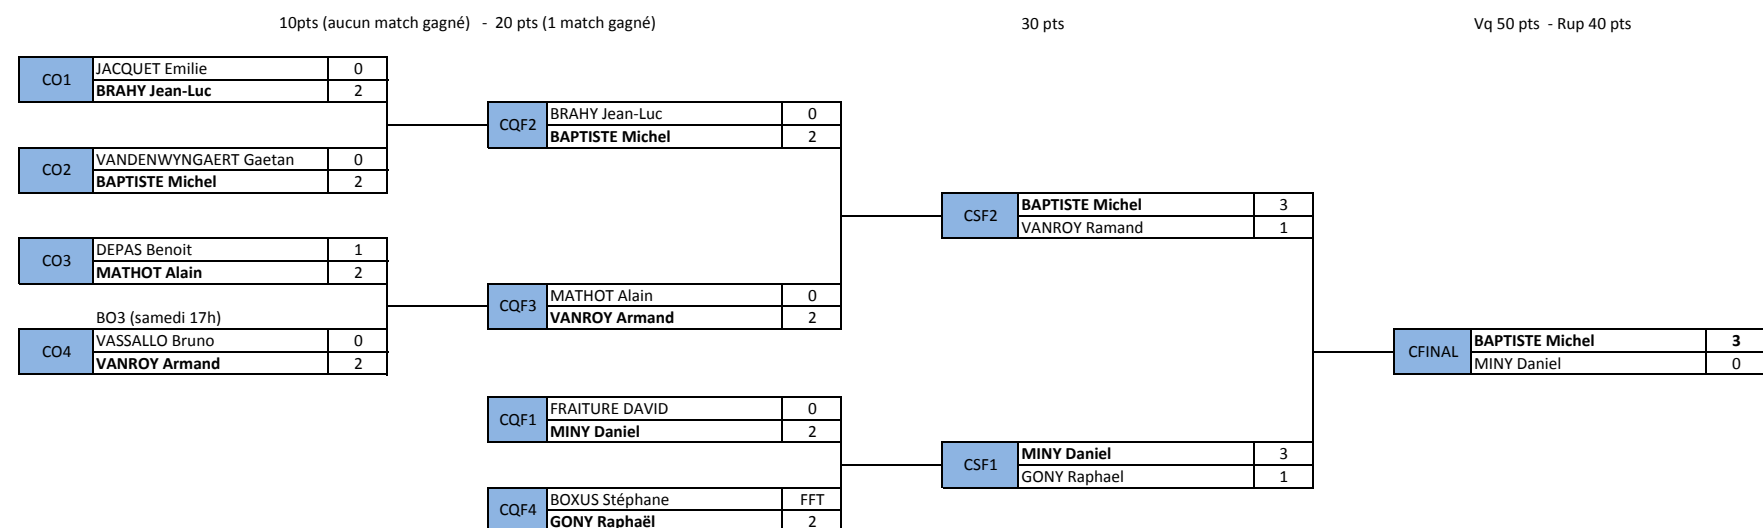 10pts (aucun match gagné) - 20 pts (1 match gagné)
30 pts
Vq 50 pts - Rup 40 pts
CO1
JACQUET Emilie 0
BRAHY Jean-Luc 2
CO2
VANDENWYNGAERT Gaetan 0
BAPTISTE Michel 2
CO3
DEPAS Benoit 1
MATHOT Alain 2
BO3 (samedi 17h)
CO4
VASSALLO Bruno 0
VANROY Armand 2
CQF2
BRAHY Jean-Luc 0
BAPTISTE Michel 2
CQF3
MATHOT Alain 0
VANROY Armand 2
CQF1
FRAITURE DAVID 0
MINY Daniel 2
CQF4
BOXUS Stéphane FFT
GONY Raphaël 2
CSF2
BAPTISTE Michel 3
VANROY Ramand 1
CSF1
MINY Daniel 3
GONY Raphael 1
CFINAL
BAPTISTE Michel 3
MINY Daniel 0